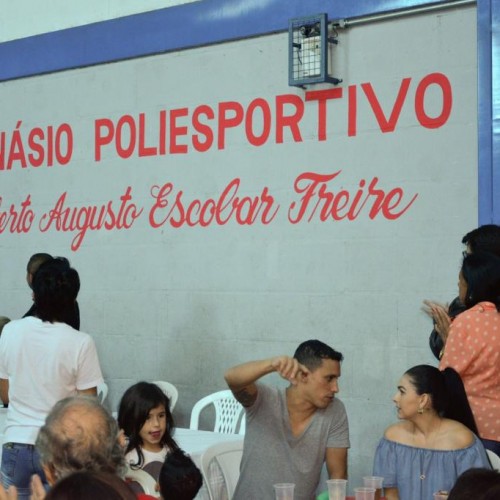 NÁSIO POLIESPORTIVO
erto Augusto Escobar Freire